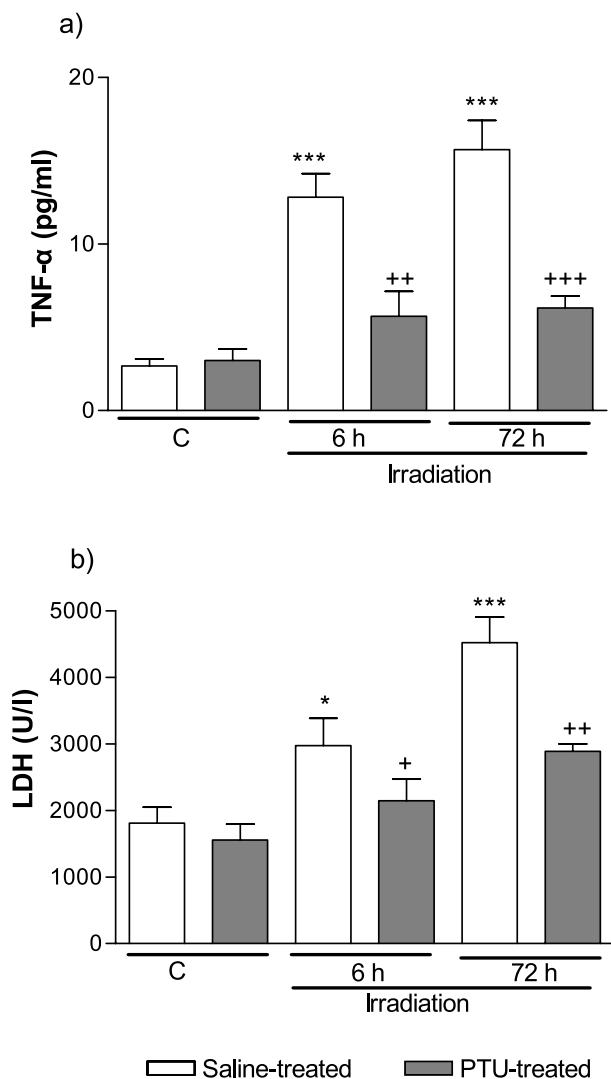 a)
20
10
0
TNF-α (pg/ml)
***
***
++
+++
C
6 h
72 h
Irradiation
b)
5000
4000
3000
2000
1000
0
LDH (U/l)
*
+
***
++
C
6 h
72 h
Irradiation
Saline-treated PTU-treated